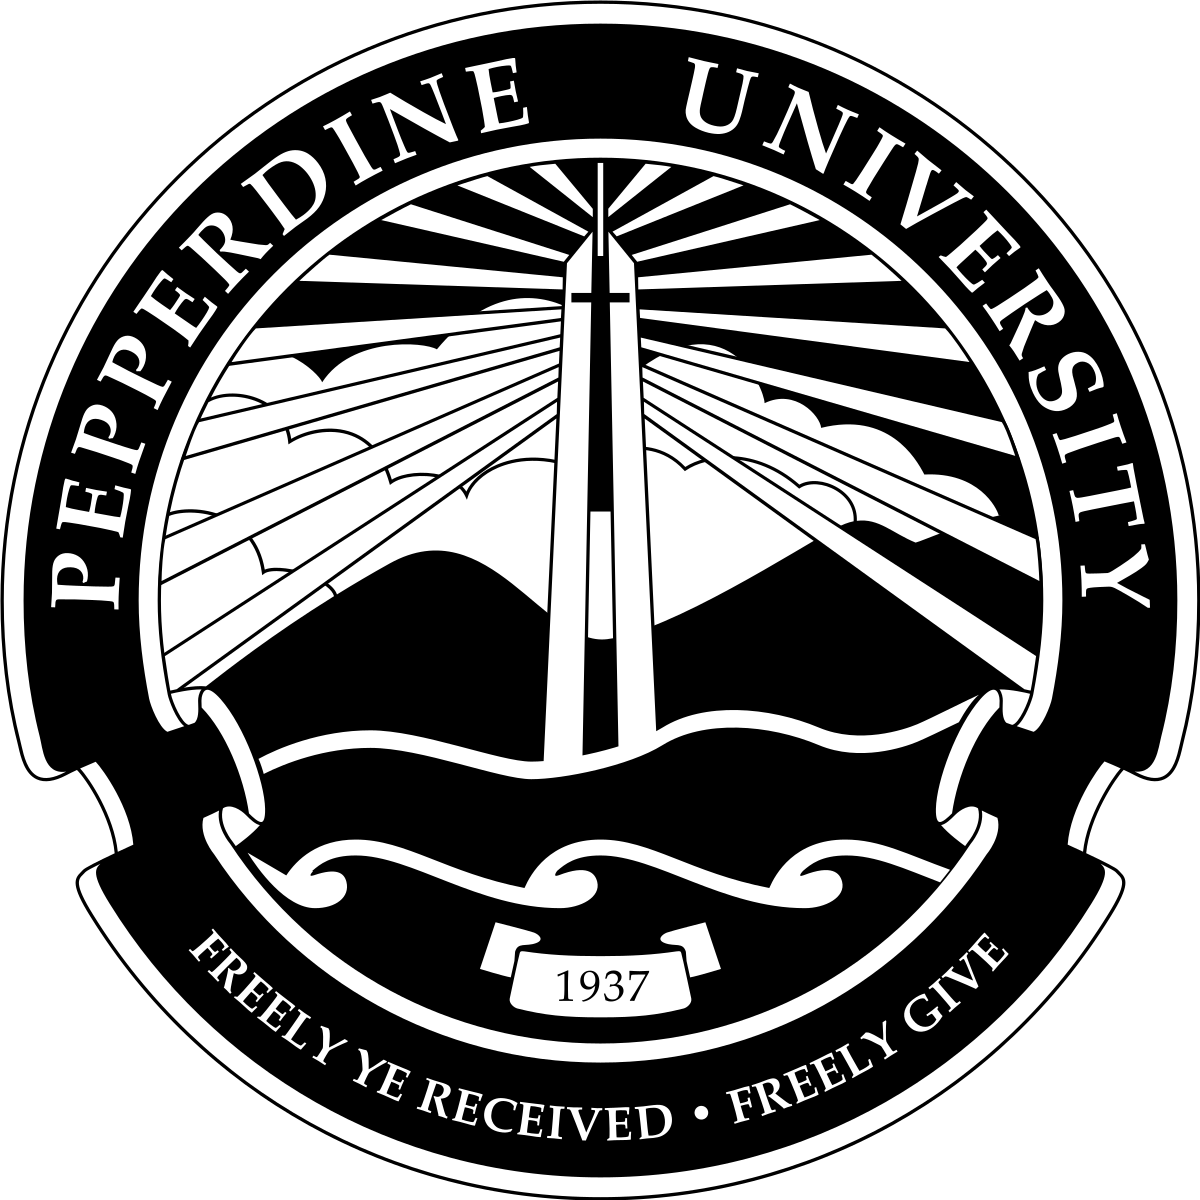 PEPPERDINE UNIVERSITY
1937
FREELY YE RECEIVED • FREELY GIVE